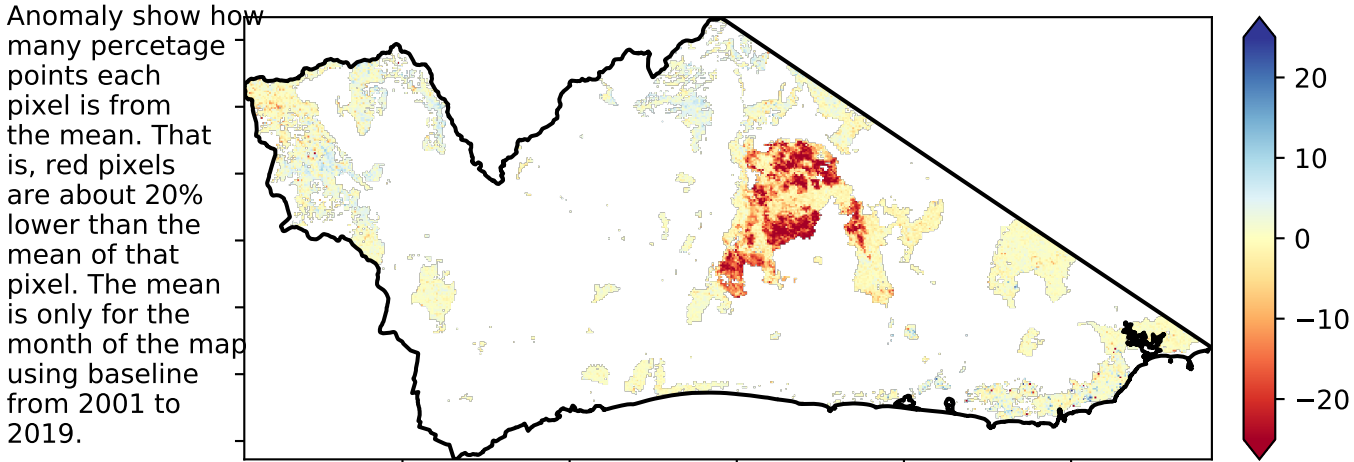 Anomaly show how
many percetage
points each
pixel is from
the mean. That
is, red pixels
are about 20%
lower than the
mean of that
pixel. The mean
is only for the
month of the map
using baseline
from 2001 to
2019.
20
10
0
−10
−20